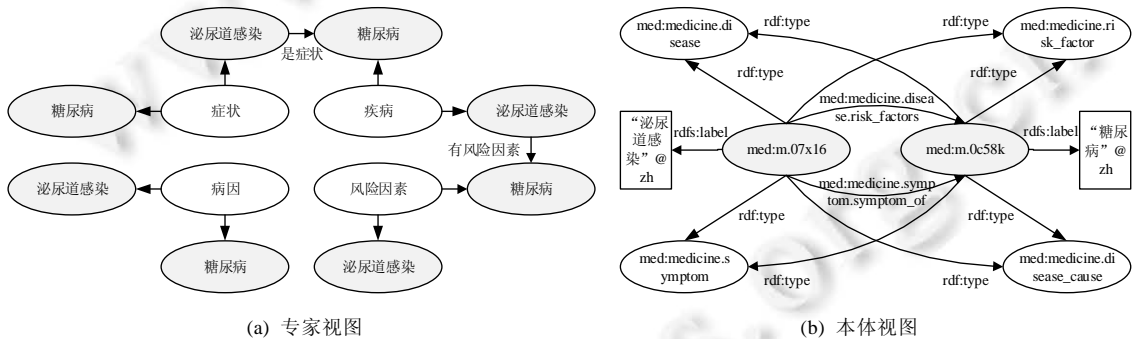 泌尿道感染
糖尿病
是症状
糖尿病
症状
疾病
泌尿道感染
有风险因素
泌尿道感染
病因
风险因素
糖尿病
糖尿病
泌尿道感染
(a) 专家视图
med:medicine.di
sease
rdf:type
rdf:type
med:medicine.ri
sk_factor
rdf:type
rdf:type
“泌尿
道感
染”@
zh
rdfs:label
med:medicine.disea
se.risk_factors
med:m.07x16
med:m.0c58k
rdfs:label
“糖尿
病”@
zh
med:medicine.symp
tom.symptom_of
rdf:type
rdf:type
med:medicine.s
ymptom
rdf:type
rdf:type
med:medicine.di
sease_cause
(b) 本体视图